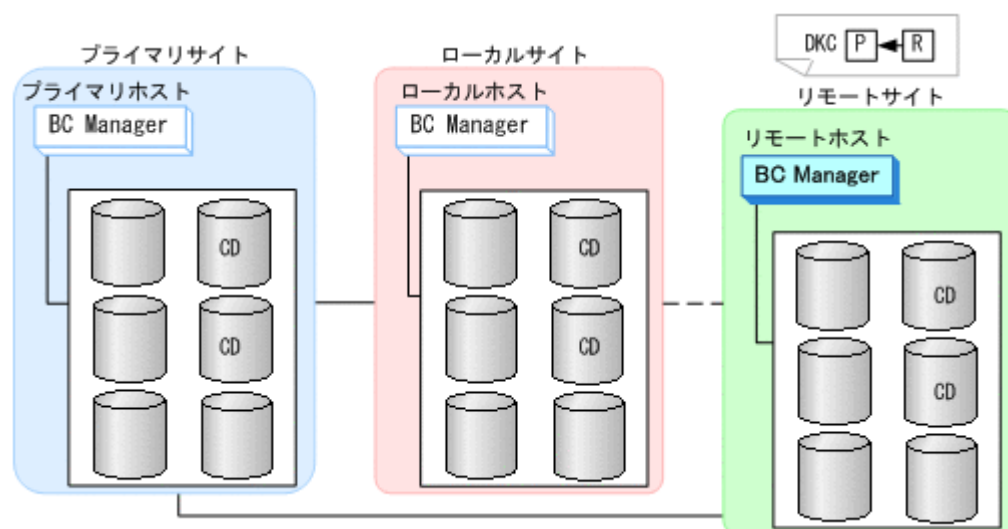 DKC P R
プライマリサイト
ローカルサイト
リモートサイト
プライマリホスト
BC Manager
ローカルホスト
BC Manager
リモートホスト
BC Manager
CD
CD
CD
CD
CD
CD